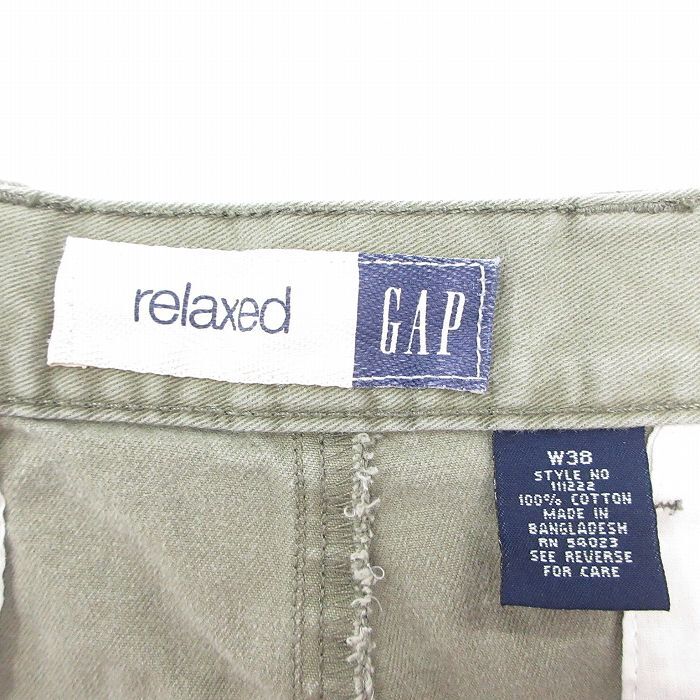 relaxed GAP
W38
STYLE NO
111222
100% COTTON
MADE IN
BANGLADESH
RN 54023
SEE REVERSE
FOR CARE